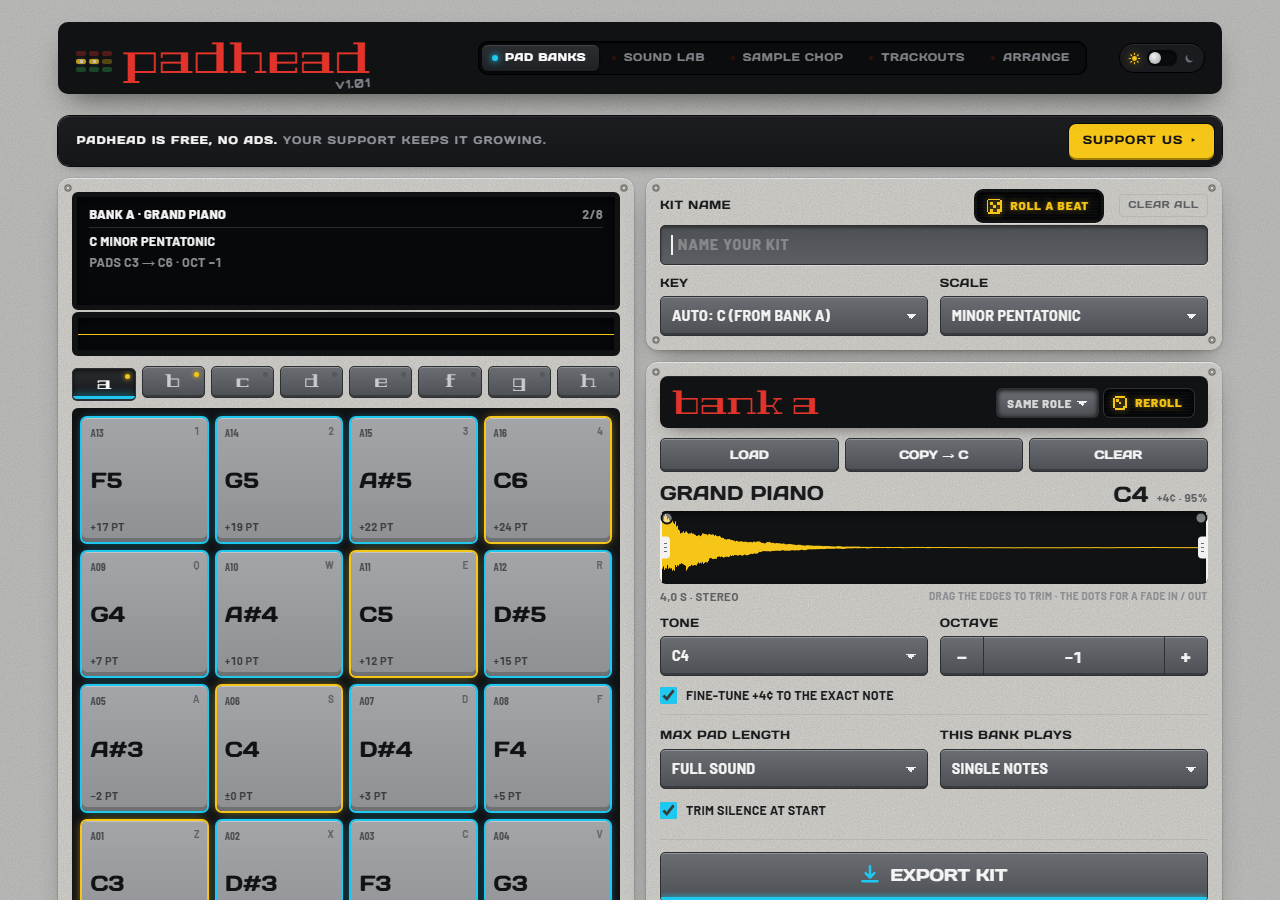 padhead
v1.01
PAD BANKS
SOUND LAB
SAMPLE CHOP
TRACKOUTS
ARRANGE
PADHEAD IS FREE, NO ADS. YOUR SUPPORT KEEPS IT GROWING.
SUPPORT US
BANK A · GRAND PIANO 2/8
C MINOR PENTATONIC
PADS C3 → C6 · OCT −1
a b c d e f g h
A13 1 A14 2 A15 3 A16 4
F5 G5 A#5 C6
+17 PT +19 PT +22 PT +24 PT
A09 Q A10 W A11 E A12 R
G4 A#4 C5 D#5
+7 PT +10 PT +12 PT +15 PT
A05 A A06 S A07 D A08 F
A#3 C4 D#4 F4
−2 PT ±0 PT +3 PT +5 PT
A01 Z A02 X A03 C A04 V
C3 D#3 F3 G3
KIT NAME
ROLL A BEAT
CLEAR ALL
NAME YOUR KIT
KEY SCALE
AUTO: C (FROM BANK A) MINOR PENTATONIC
bank a
SAME ROLE
REROLL
LOAD COPY → C CLEAR
GRAND PIANO C4 +4¢ · 95%
4,0 S · STEREO DRAG THE EDGES TO TRIM · THE DOTS FOR A FADE IN / OUT
TONE OCTAVE
C4 − −1 +
FINE-TUNE +4¢ TO THE EXACT NOTE
MAX PAD LENGTH THIS BANK PLAYS
FULL SOUND SINGLE NOTES
TRIM SILENCE AT START
EXPORT KIT